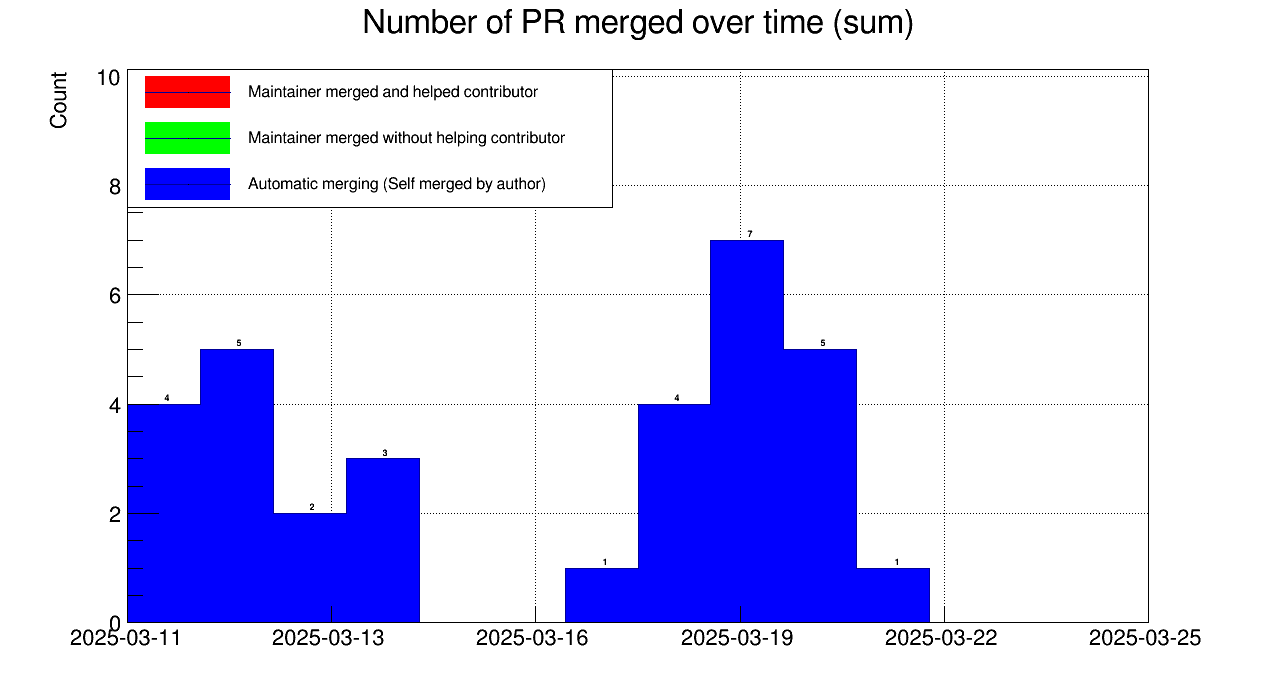 Number of PR merged over time (sum)
Count
10
8
6
4
2
0
Maintainer merged and helped contributor
Maintainer merged without helping contributor
Automatic merging (Self merged by author)
4
5
2
3
1
4
7
5
1
2025-03-11 2025-03-13 2025-03-16 2025-03-19 2025-03-22 2025-03-25